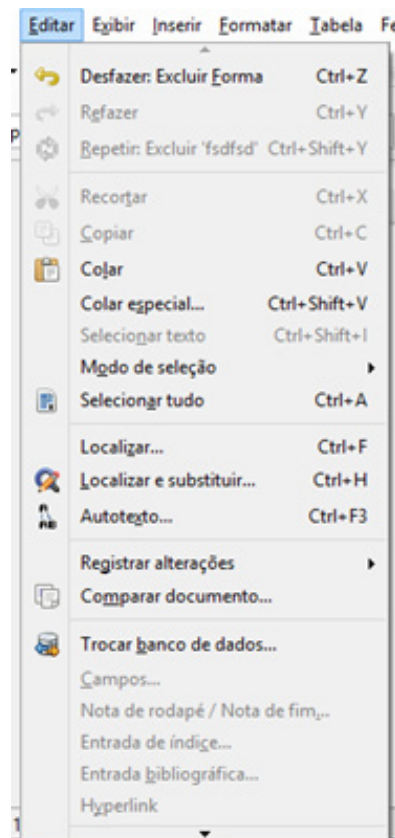 Editar Exibir Inserir Formatar Tabela Fe
Desfazer: Excluir Forma Ctrl+Z
Refazer Ctrl+Y
Repetir: Excluir 'fsdfsd' Ctrl+Shift+Y
Recortar Ctrl+X
Copiar Ctrl+C
Colar Ctrl+V
Colar especial... Ctrl+Shift+V
Selecionar texto Ctrl+Shift+I
Modo de seleção
Selecionar tudo Ctrl+A
Localizar... Ctrl+F
Localizar e substituir... Ctrl+H
Autotexto... Ctrl+F3
Registrar alterações
Comparar documento...
Trocar banco de dados...
Campos...
Nota de rodapé / Nota de fim...
Entrada de índice...
Entrada bibliográfica...
Hyperlink